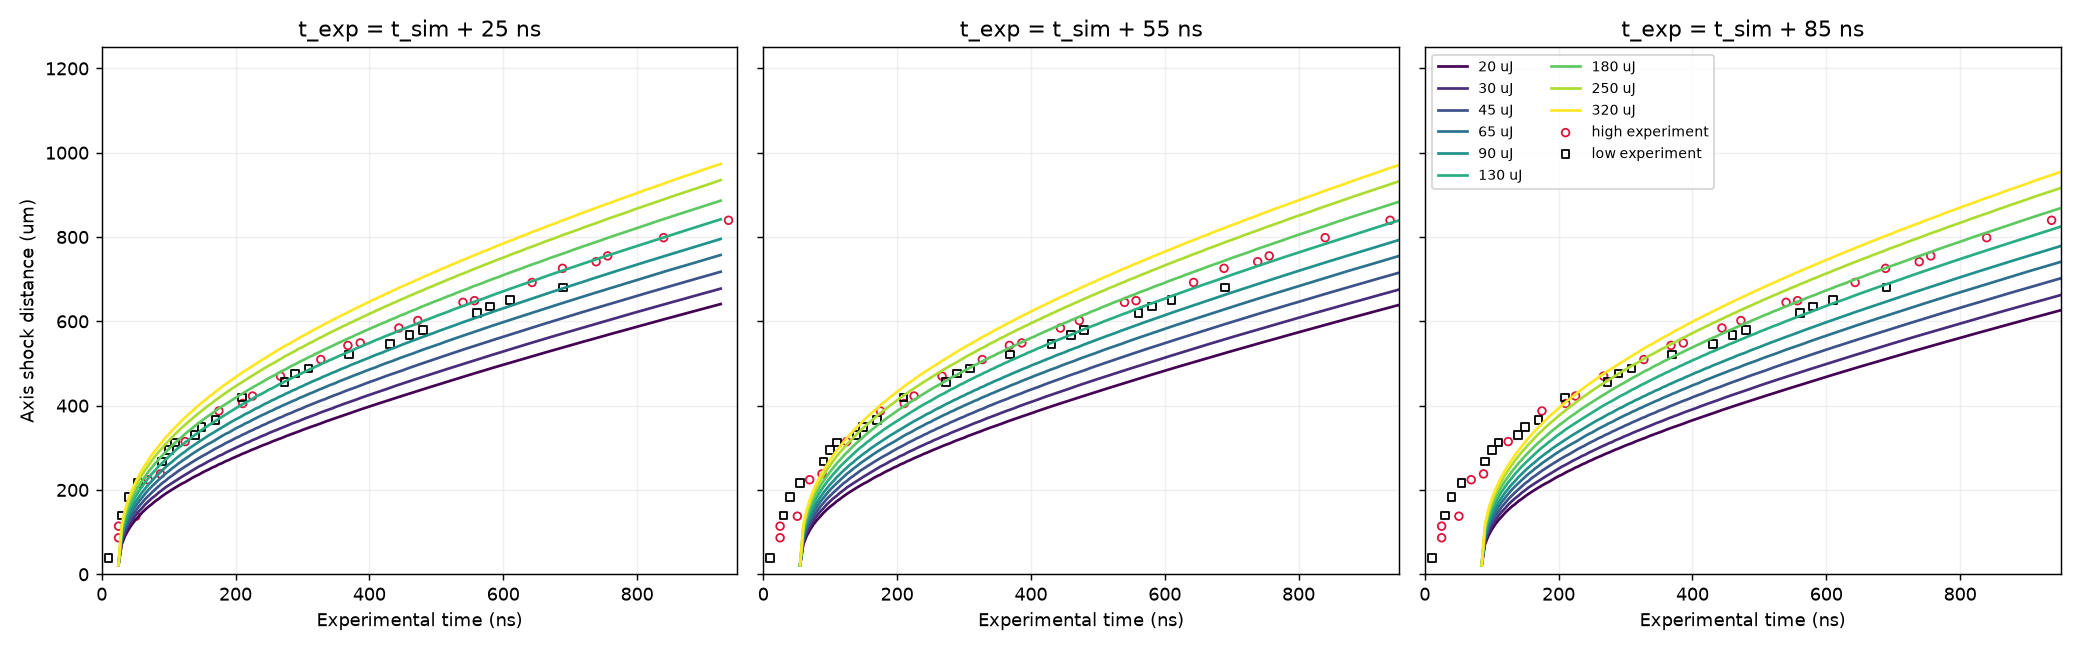 t_exp = t_sim + 25 ns
t_exp = t_sim + 55 ns
t_exp = t_sim + 85 ns
Axis shock distance (um)
1200
1000
800
600
400
200
0
0 200 400 600 800
Experimental time (ns)
0 200 400 600 800
Experimental time (ns)
20 uJ
30 uJ
45 uJ
65 uJ
90 uJ
130 uJ
180 uJ
250 uJ
320 uJ
high experiment
low experiment
0 200 400 600 800
Experimental time (ns)